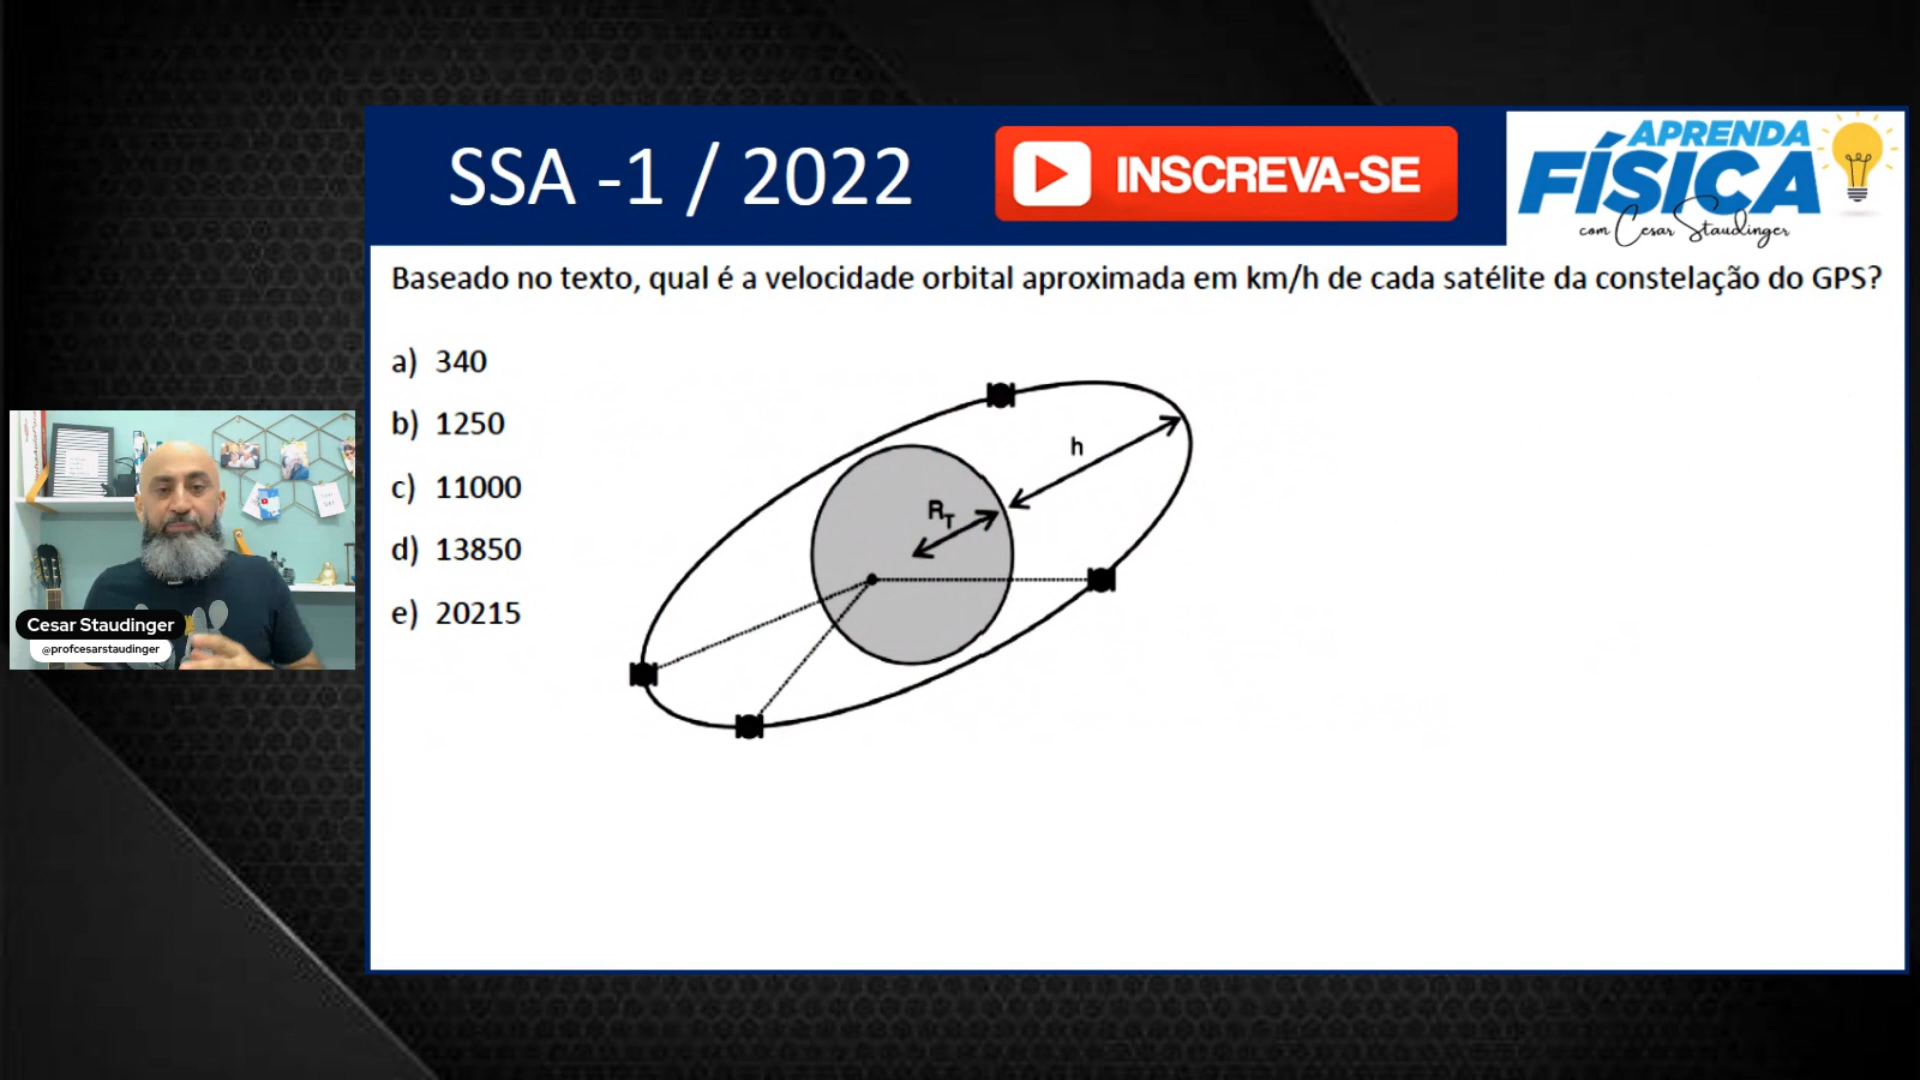 SSA -1 / 2022
INSCREVA-SE
APRENDA
FÍSICA
com Cesar Staudinger
Baseado no texto, qual é a velocidade orbital aproximada em km/h de cada satélite da constelação do GPS?
a) 340
b) 1250
c) 11000
d) 13850
e) 20215
h
R_T
Cesar Staudinger
@profcesarstaudinger